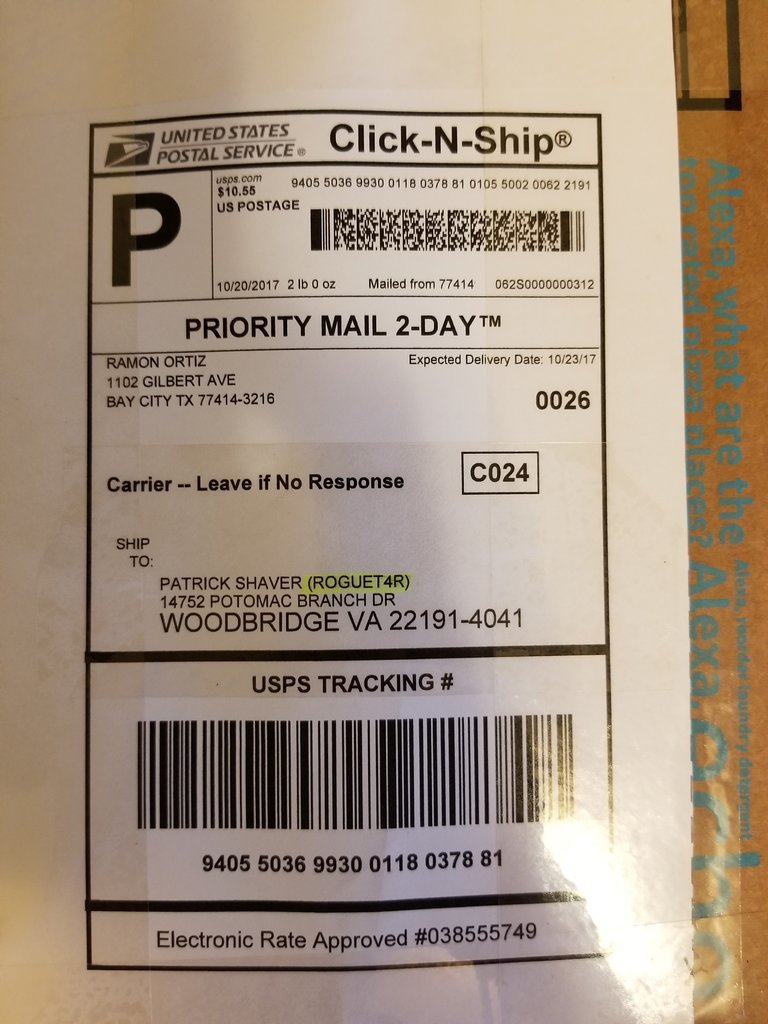 UNITED STATES
POSTAL SERVICE ®
Click-N-Ship®
P
usps.com
$10.55
US POSTAGE
9405 5036 9930 0118 0378 81 0105 5002 0062 2191
10/20/2017 2 lb 0 oz Mailed from 77414 062S0000000312
PRIORITY MAIL 2-DAY™
RAMON ORTIZ
1102 GILBERT AVE
BAY CITY TX 77414-3216
Expected Delivery Date: 10/23/17
0026
Carrier -- Leave if No Response
C024
SHIP
TO:
PATRICK SHAVER (ROGUET4R)
14752 POTOMAC BRANCH DR
WOODBRIDGE VA 22191-4041
USPS TRACKING #
9405 5036 9930 0118 0378 81
Electronic Rate Approved #038555749
Alexa, what are the
top rated pizza places?
Alexa, reorder laundry detergent
Alexa,